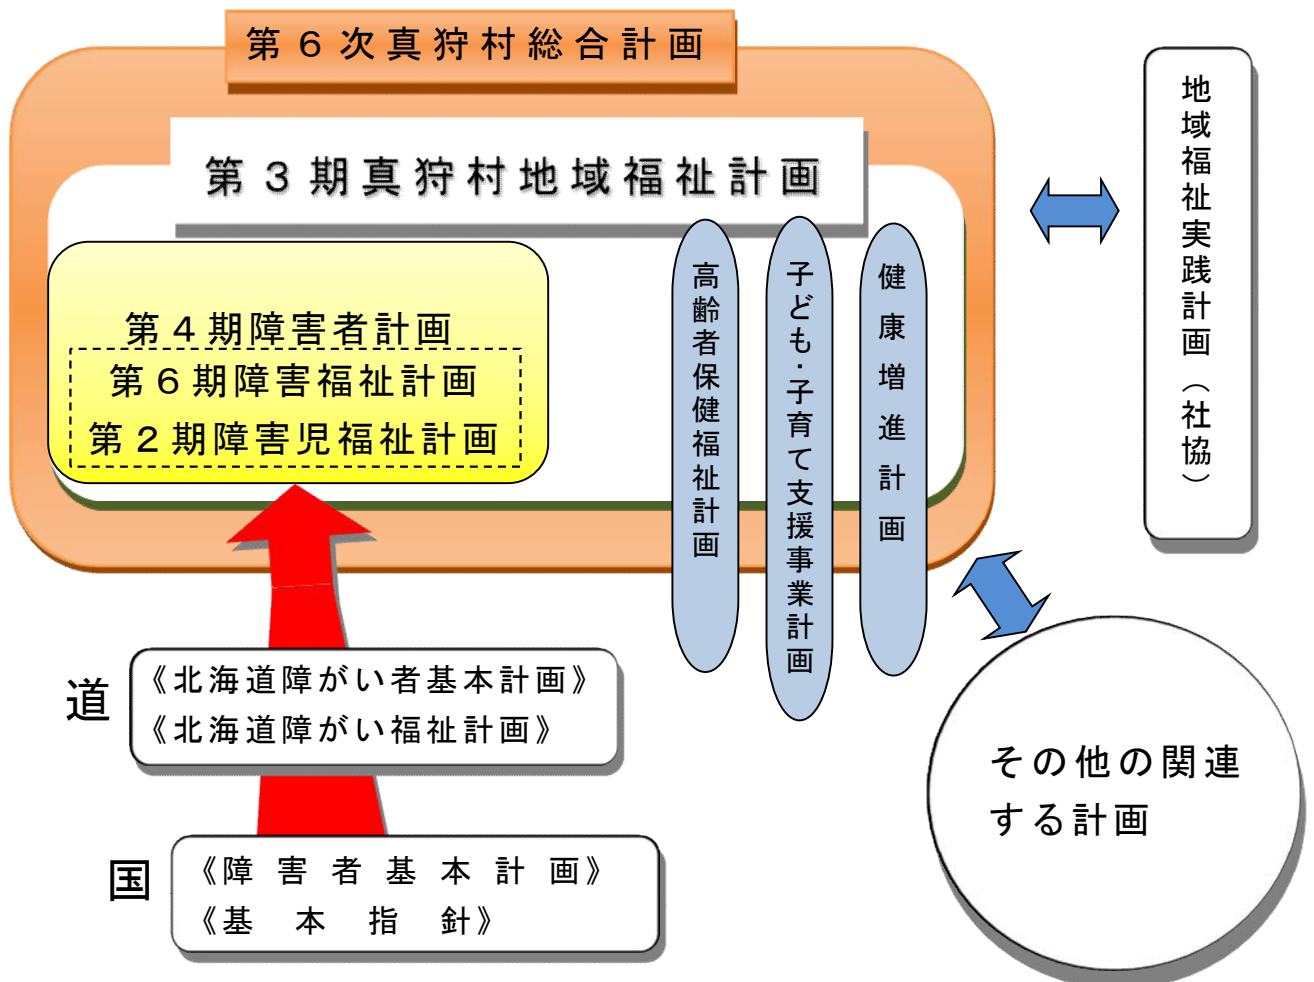 第６次真狩村総合計画
第３期真狩村地域福祉計画
第４期障害者計画
第６期障害福祉計画
第２期障害児福祉計画
高齢者保健福祉計画
子ども・子育て支援事業計画
健康増進計画
地域福祉実践計画（社協）
道
《北海道障がい者基本計画》
《北海道障がい福祉計画》
国
《障害者基本計画》
《基本指針》
その他の関連
する計画